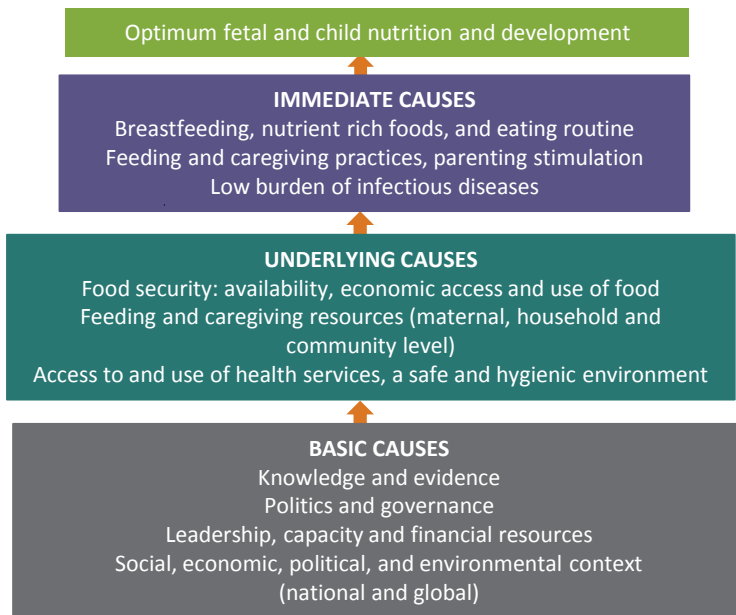 Optimum fetal and child nutrition and development
IMMEDIATE CAUSES
Breastfeeding, nutrient rich foods, and eating routine
Feeding and caregiving practices, parenting stimulation
Low burden of infectious diseases
UNDERLYING CAUSES
Food security: availability, economic access and use of food
Feeding and caregiving resources (maternal, household and
community level)
Access to and use of health services, a safe and hygienic environment
BASIC CAUSES
Knowledge and evidence
Politics and governance
Leadership, capacity and financial resources
Social, economic, political, and environmental context
(national and global)